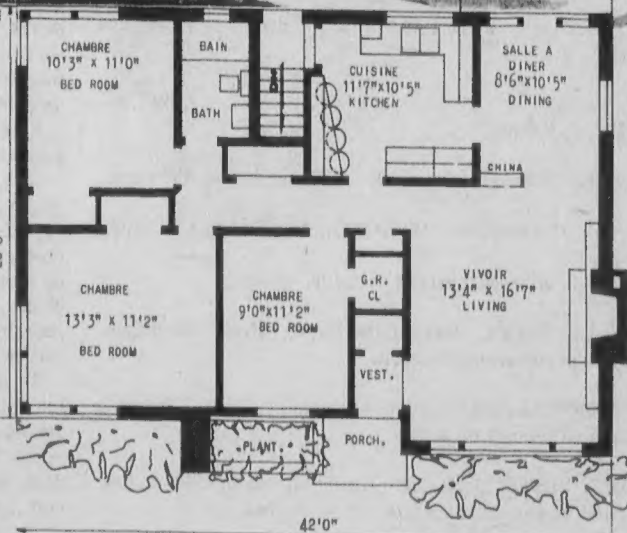 CHAMBRE
10'3" X 11'0"
BED ROOM
BAIN
BATH
CUISINE
11'7"X10'5"
KITCHEN
SALLE A
DINER
8'6"X10'5"
DINING
CHINA
CHAMBRE
13'3" X 11'2"
BED ROOM
CHAMBRE
9'0"X11'2"
BED ROOM
G.R.
CL
VEST.
VIVOIR
13'4" X 16'7"
LIVING
PLANT.
PORCH.
42'0"